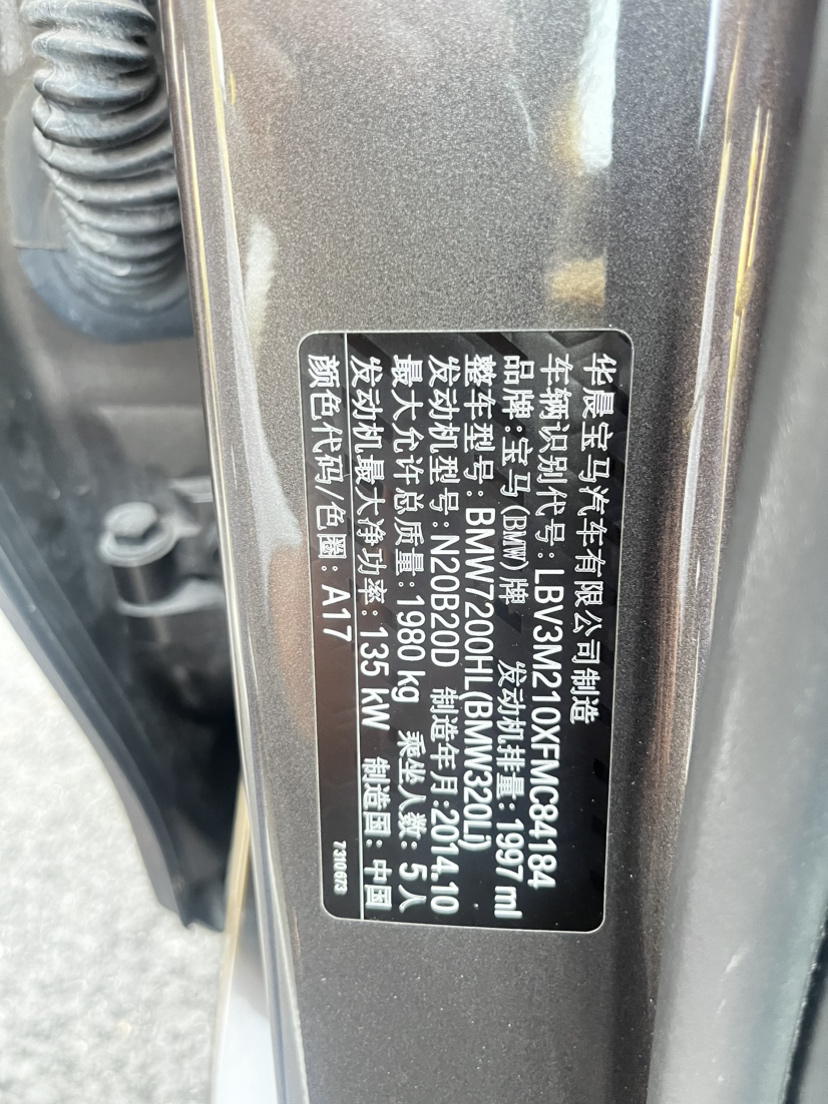 华晨宝马汽车有限公司制造
车辆识别代号: LBV3M210XFMC84184
品牌:宝马(BMW)牌 发动机排量: 1997 ml
整车型号: BMW7200HL(BMW320Li)
发动机型号: N20B20D 制造年月:2014.10
最大允许总质量: 1980 kg 乘坐人数: 5人
发动机最大净功率: 135 kW 制造国: 中国
颜色代码/色圈: A17
7 310 673